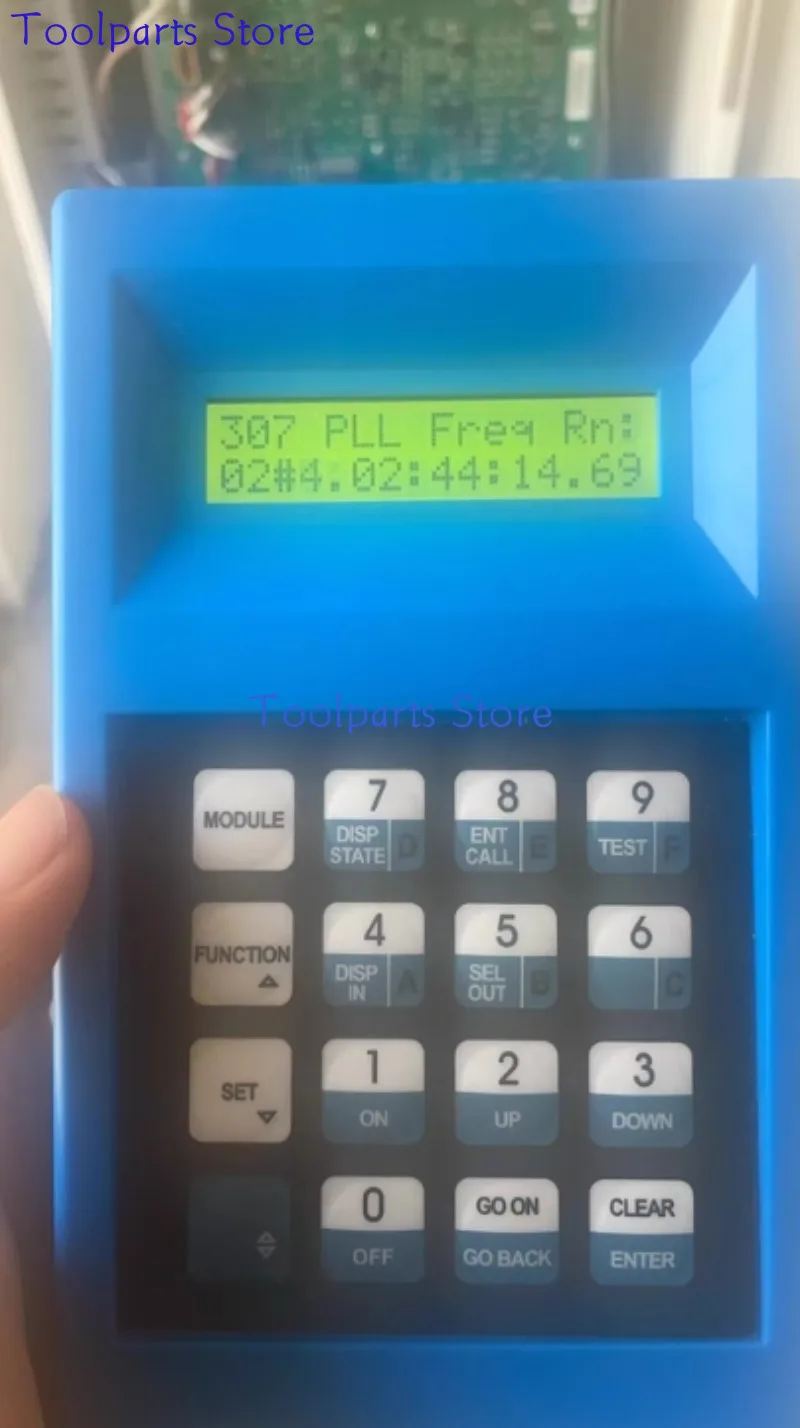 Toolparts Store
307 PLL Freq Rn:
02#4.02:44:14.69
Toolparts Store
MODULE
7
DISP STATE
D
8
ENT CALL
E
9
TEST
F
FUNCTION
4
DISP IN
A
5
SEL OUT
B
6
C
SET
1
ON
2
UP
3
DOWN
0
OFF
GO ON
GO BACK
CLEAR
ENTER